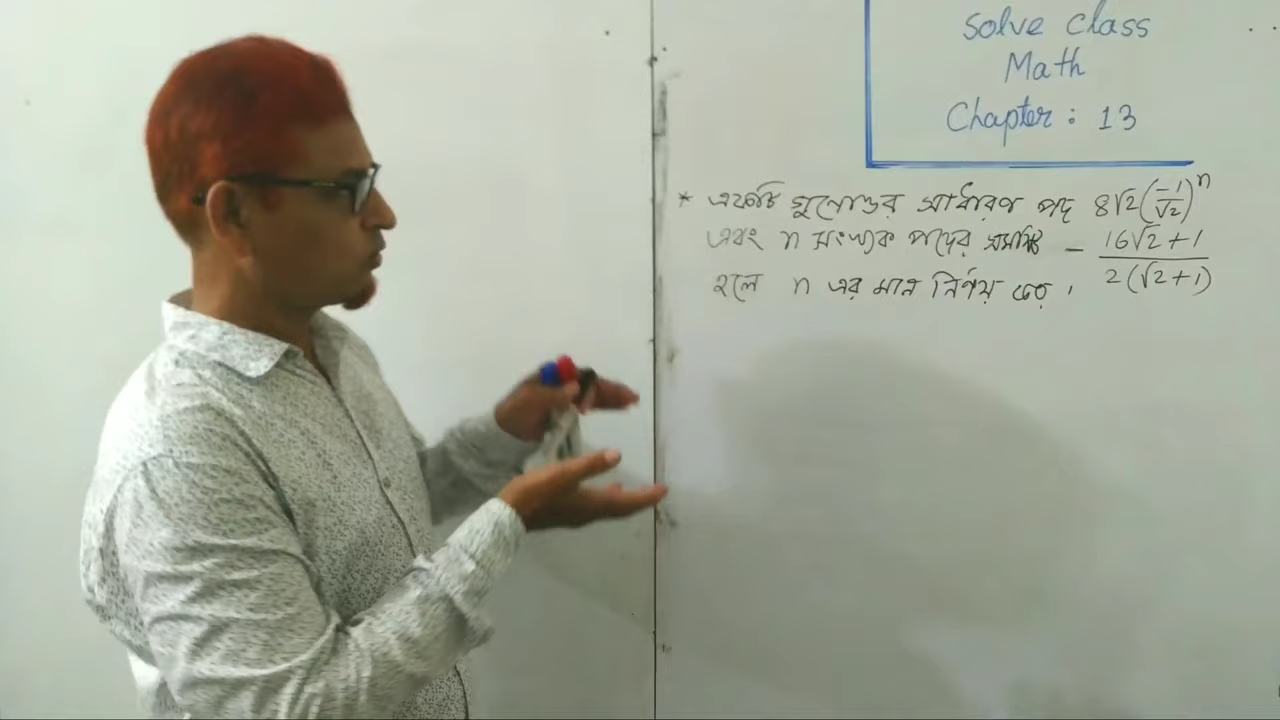 Solve Class
Math
Chapter : 13
* একটি গুণোত্তর সাধারণ পদ 8√2(-1/√2)^n
এবং n সংখ্যক পদের সমষ্টি - (16√2+1)/(2(√2+1))
হলে n এর মান নির্ণয় কর।